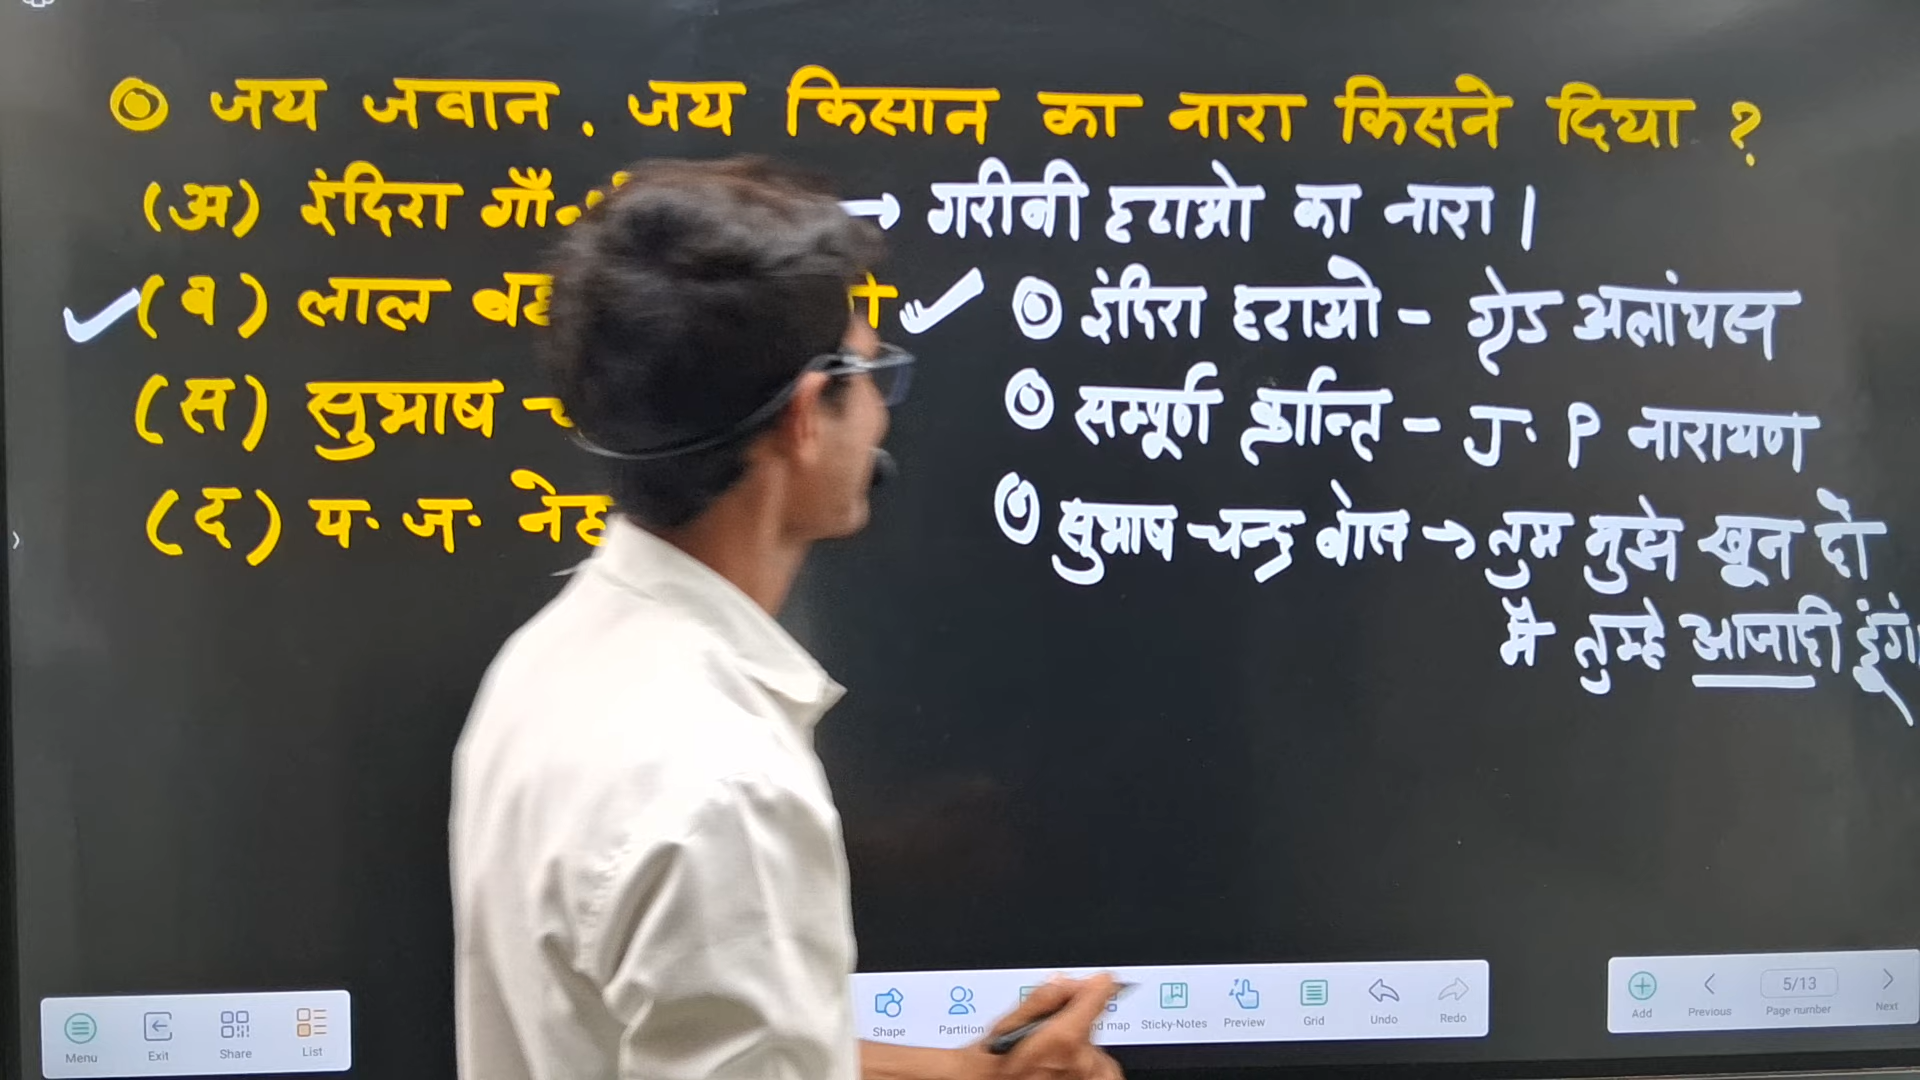 जय जवान . जय किसान का नारा किसने दिया ?
(अ) इंदिरा → गरीबी हटाओ का नारा ।
(ब) लाल
(स) सुभाष
(द) प. ज.
इंदिरा हटाओ - ग्रेंड अलांयस
सम्पूर्ण क्रान्ति - J. P नारायण
सुभाष चन्द्र बोस → तुम मुझे खून दो
मैं तुम्हे आजादी दूंगा
Menu Exit Share List
Shape Partition Sticky-Notes Preview Grid Undo Redo
Add Previous 5/13 Page number Next